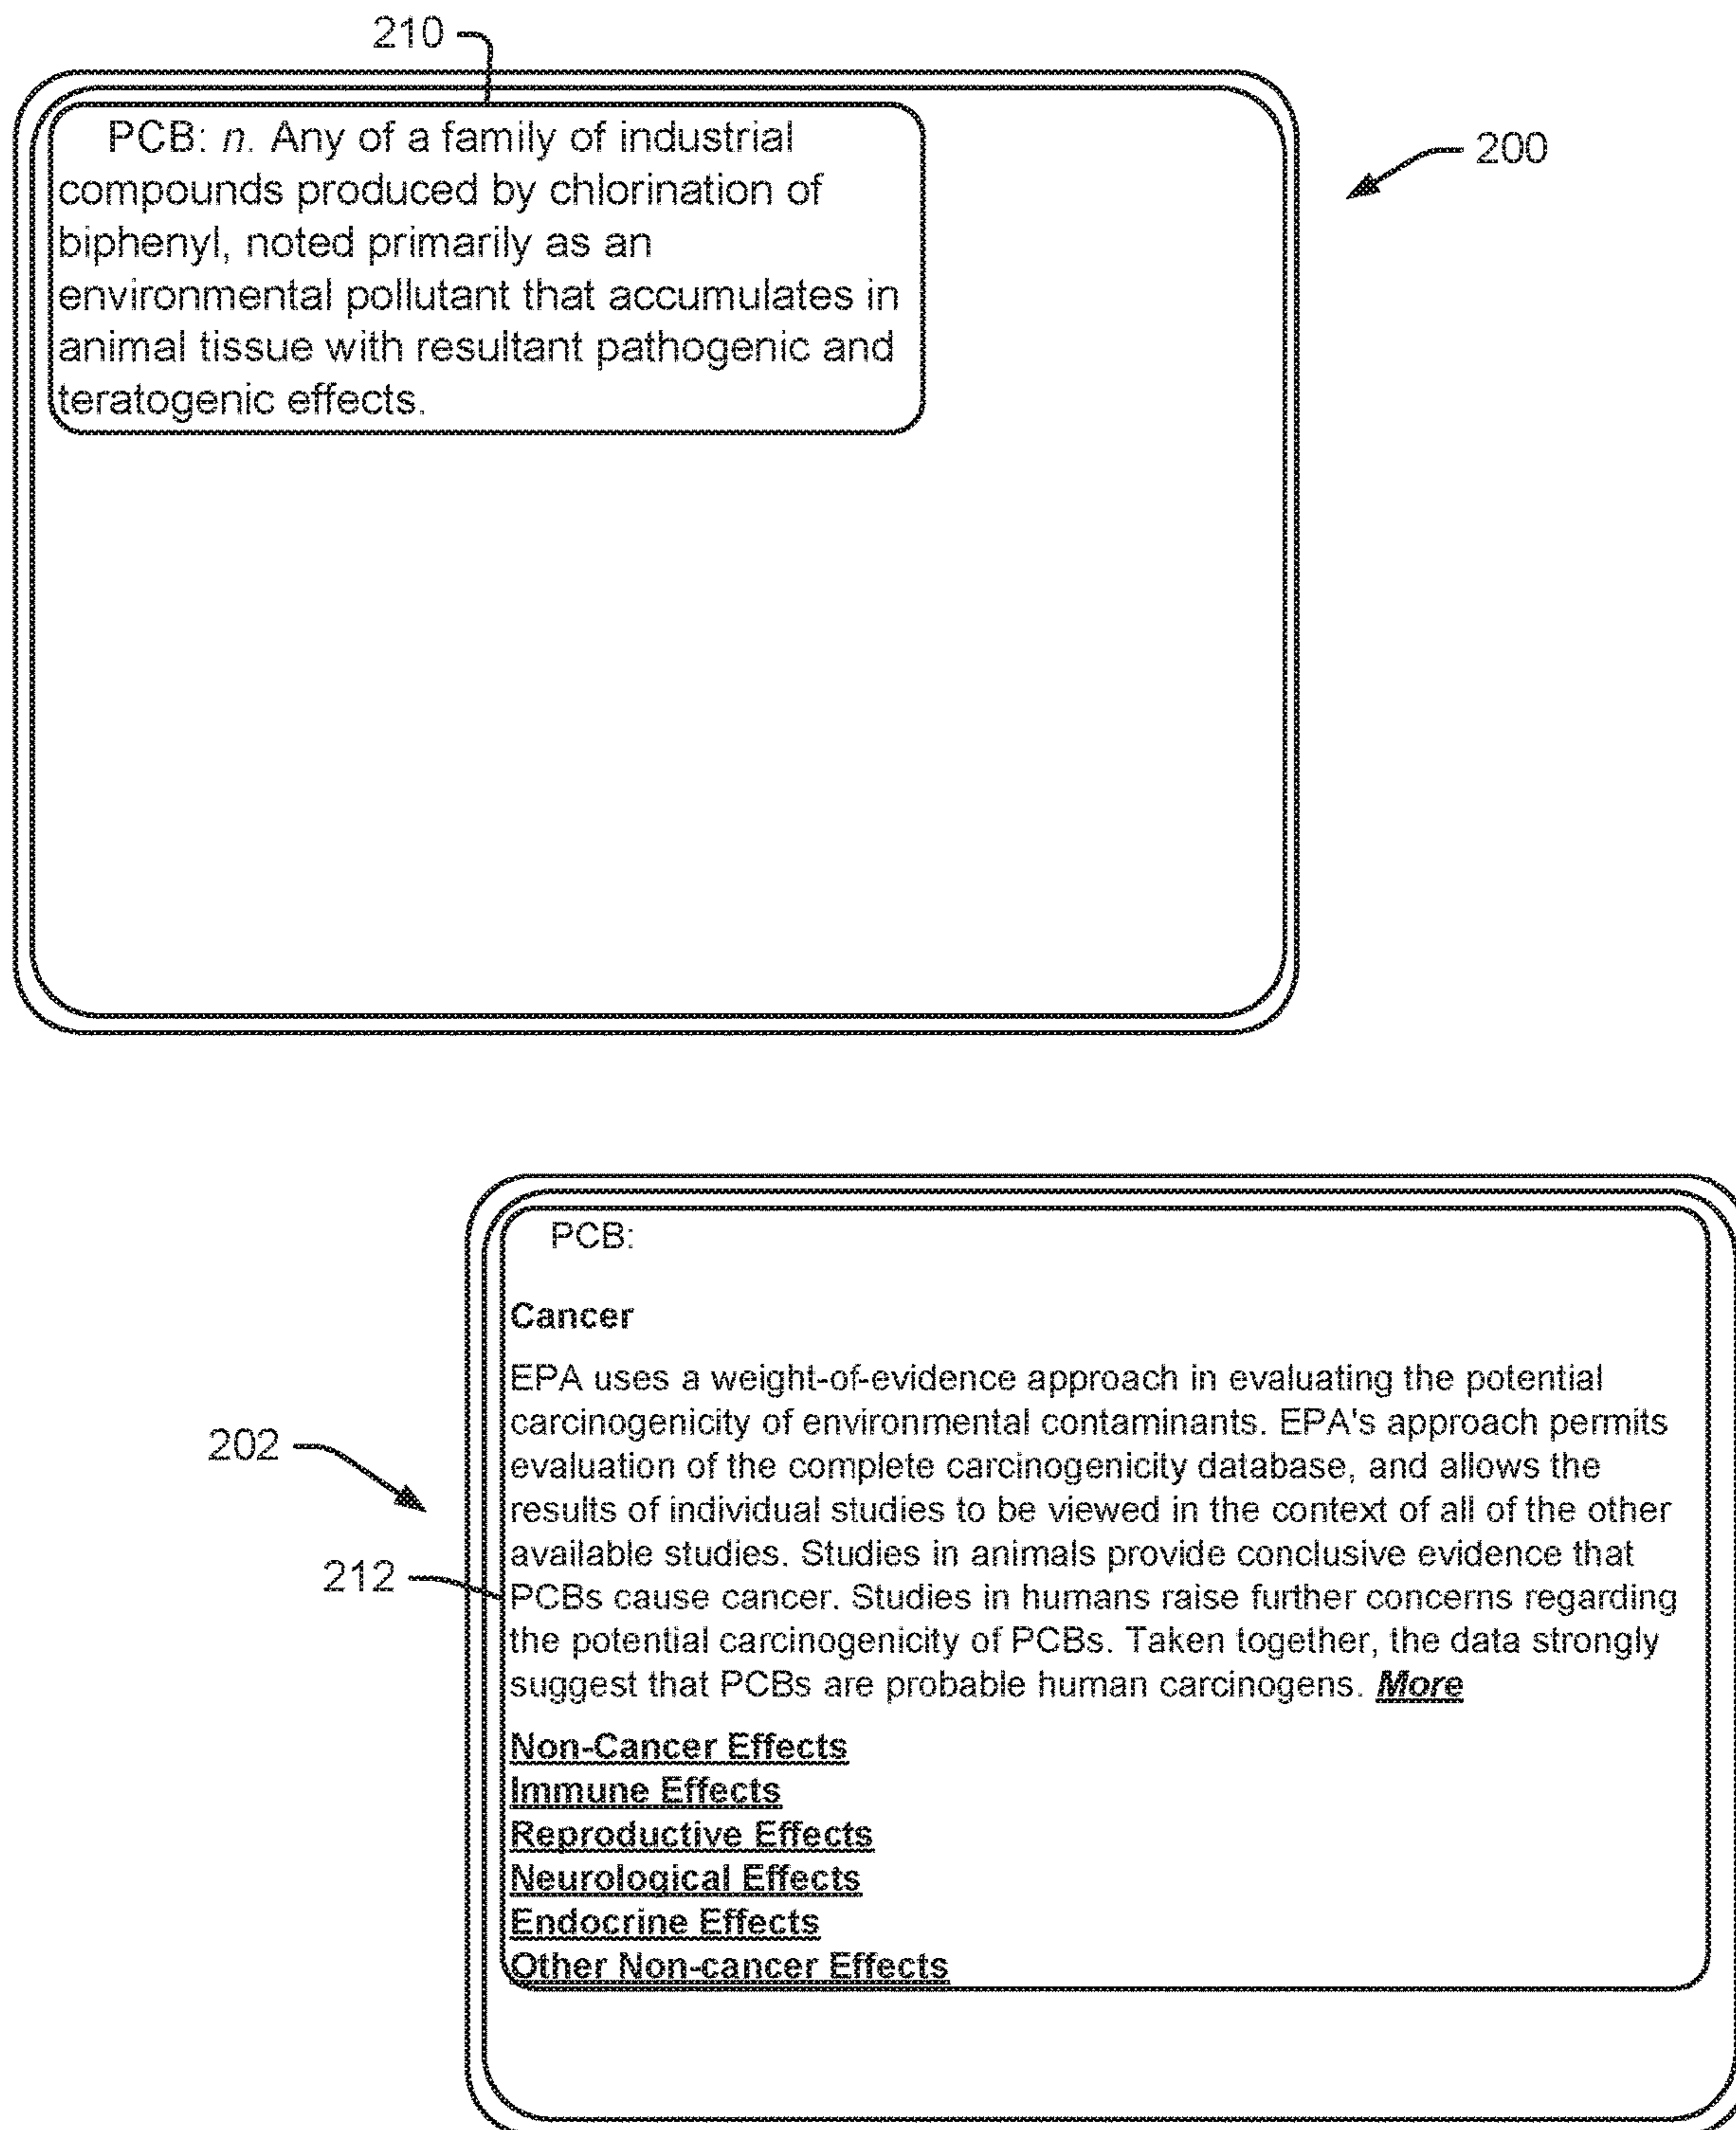 210
200
PCB: n. Any of a family of industrial
compounds produced by chlorination of
biphenyl, noted primarily as an
environmental pollutant that accumulates in
animal tissue with resultant pathogenic and
teratogenic effects.
PCB:
Cancer
EPA uses a weight-of-evidence approach in evaluating the potential
carcinogenicity of environmental contaminants. EPA's approach permits
evaluation of the complete carcinogenicity database, and allows the
results of individual studies to be viewed in the context of all of the other
available studies. Studies in animals provide conclusive evidence that
PCBs cause cancer. Studies in humans raise further concerns regarding
the potential carcinogenicity of PCBs. Taken together, the data strongly
suggest that PCBs are probable human carcinogens. More
Non-Cancer Effects
Immune Effects
Reproductive Effects
Neurological Effects
Endocrine Effects
Other Non-cancer Effects
202
212